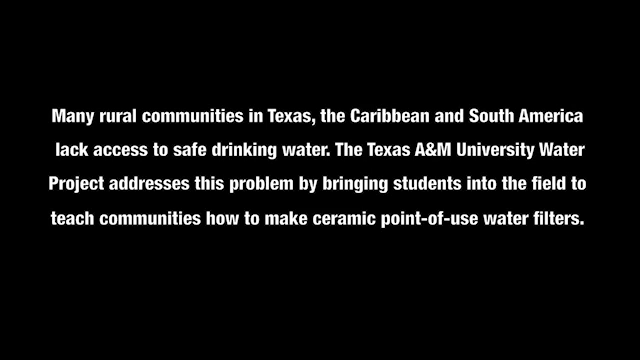 Many rural communities in Texas, the Caribbean and South America
lack access to safe drinking water. The Texas A&M University Water
Project addresses this problem by bringing students into the field to
teach communities how to make ceramic point-of-use water filters.